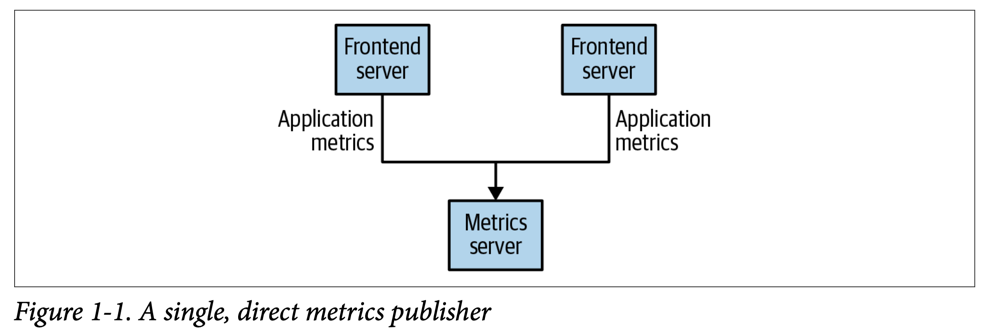 Frontend
server
Frontend
server
Application
metrics
Application
metrics
Metrics
server
Figure 1-1. A single, direct metrics publisher